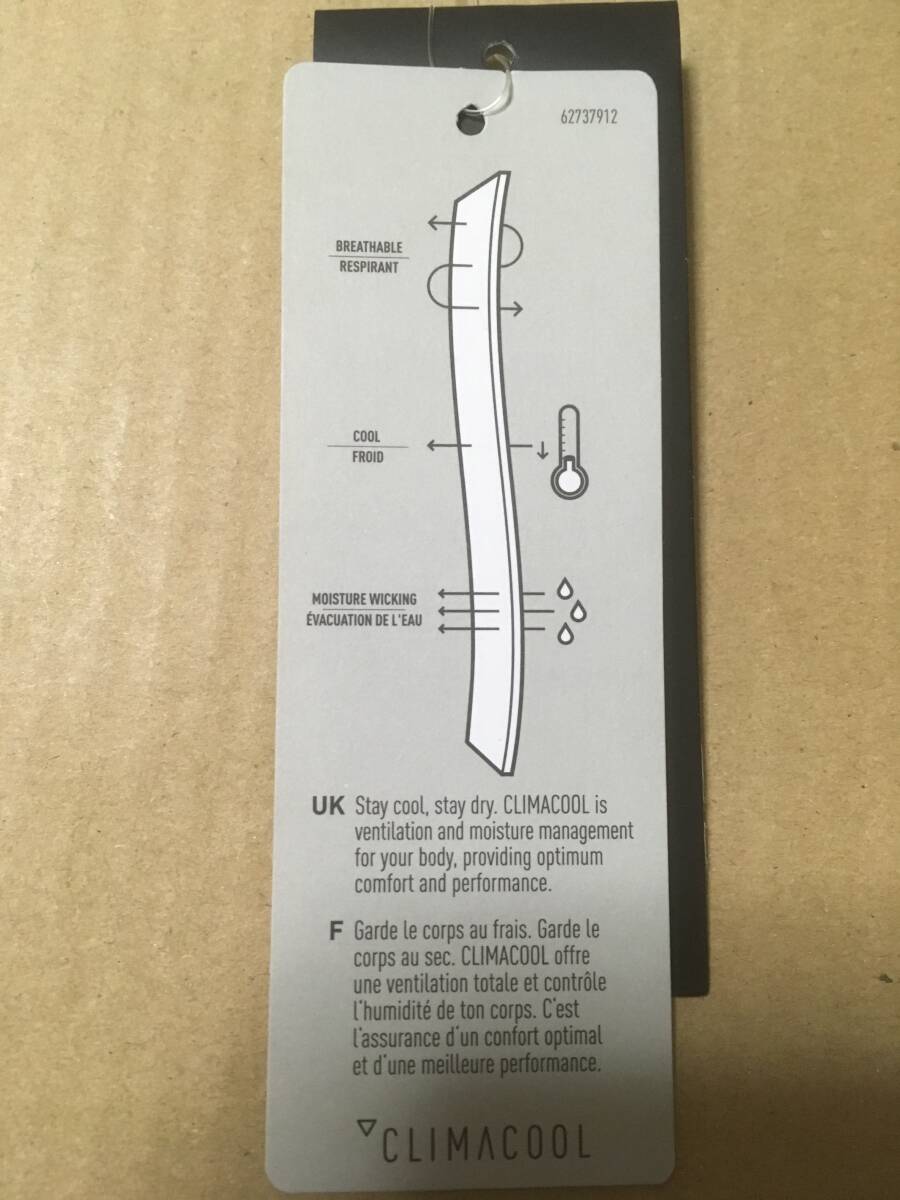 62737912
BREATHABLE
RESPIRANT
COOL
FROID
MOISTURE WICKING
ÉVACUATION DE L'EAU
UK Stay cool, stay dry. CLIMACOOL is
ventilation and moisture management
for your body, providing optimum
comfort and performance.
F Garde le corps au frais. Garde le
corps au sec. CLIMACOOL offre
une ventilation totale et contrôle
l'humidité de ton corps. C'est
l'assurance d'un confort optimal
et d'une meilleure performance.
CLIMACOOL